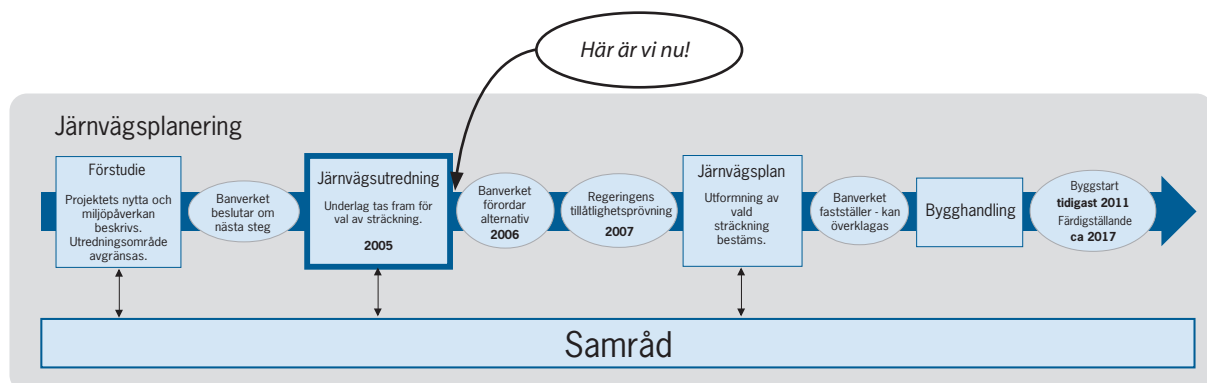 Här är vi nu!
Järnvägsplanering
Förstudie
Projektets nytta och
miljöpåverkan
beskrivs.
Utredningsområde
avgränsas.
Banverket
beslutar om
nästa steg
Järnvägsutredning
Underlag tas fram för
val av sträckning.
2005
Banverket
förordar
alternativ
2006
Regeringens
tillåtlighetsprövning
2007
Järnvägsplan
Utformning av
vald
sträckning
bestäms.
Banverket
fastställer - kan
överklagas
Bygghandling
Byggstart
tidigast 2011
Färdigställande
ca 2017
Samråd